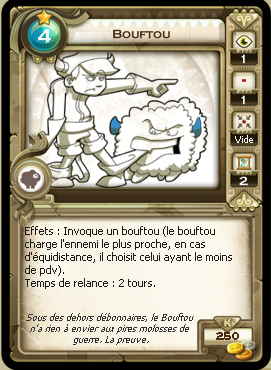 4
Bouftou
1
1
Vide
2
Effets : Invoque un bouftou (le bouftou
charge l'ennemi le plus proche, en cas
d'équidistance, il choisit celui ayant le moins
de pdv).
Temps de relance : 2 tours.
Sous des dehors débonnaires, le Bouftou
n'a rien à envier aux pires molosses de
guerre. La preuve.
K
250